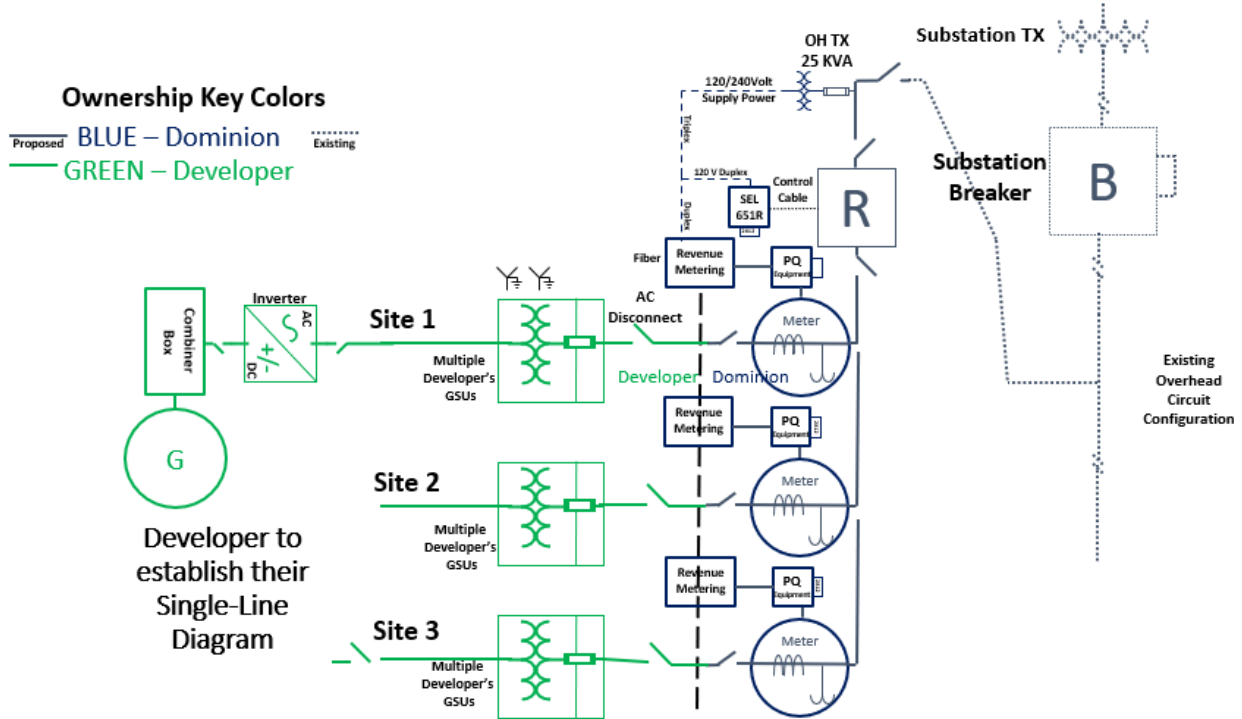 Substation TX
OH TX
25 KVA
Ownership Key Colors
120/240Volt
Supply Power
Proposed
BLUE – Dominion
Existing
GREEN – Developer
Triplex
120 V Duplex
Control
Cable
Substation
Breaker
B
R
SEL
651R
Duplex
Fiber
Revenue
Metering
PQ
Equipment
Inverter
AC
+/-
DC
Combiner
Box
G
Site 1
AC
Disconnect
Meter
Multiple
Developer's
GSUs
Developer
Dominion
Existing
Overhead
Circuit
Configuration
Revenue
Metering
PQ
Equipment
Site 2
Meter
Multiple
Developer's
GSUs
Developer to
establish their
Single-Line
Diagram
Revenue
Metering
PQ
Equipment
Site 3
Meter
Multiple
Developer's
GSUs